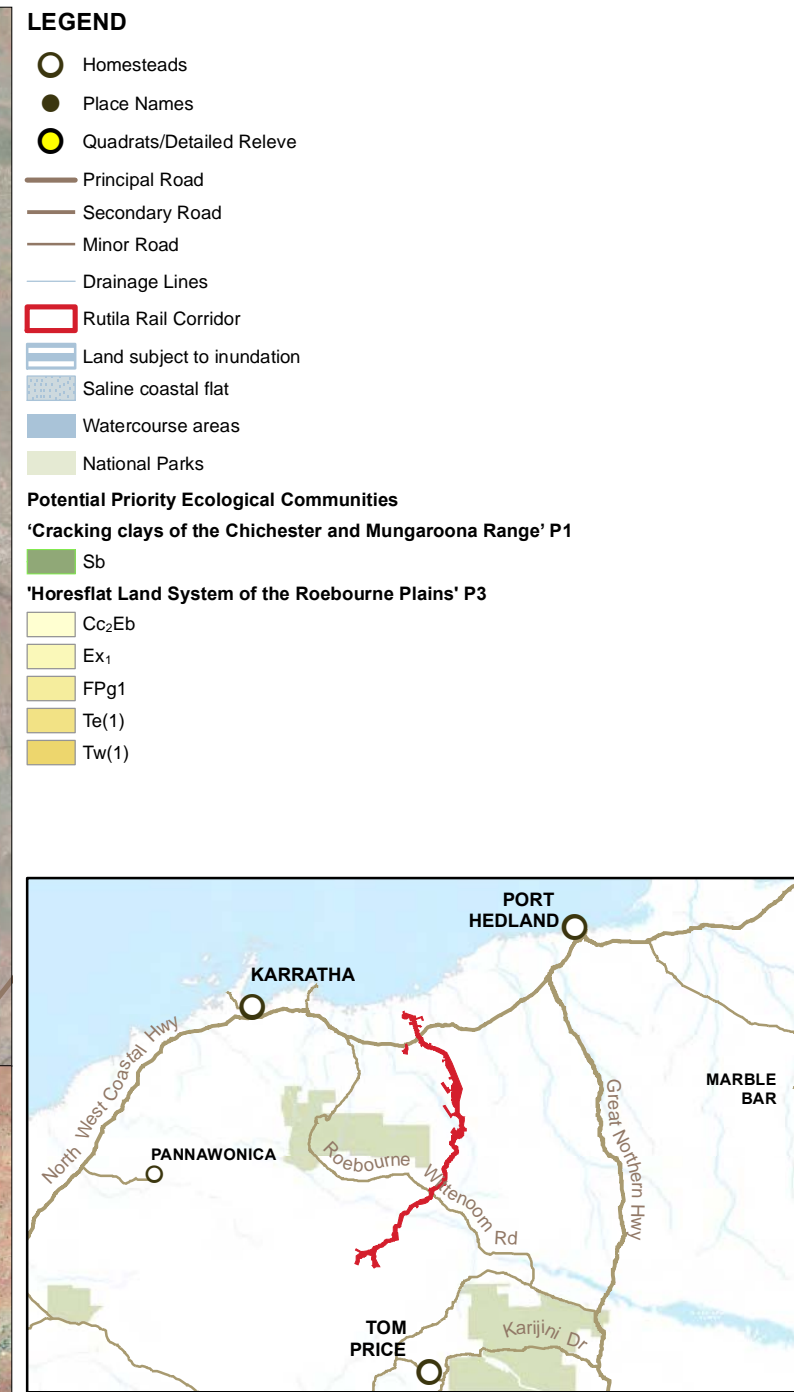 LEGEND
Homesteads
Place Names
Quadrats/Detailed Releve
Principal Road
Secondary Road
Minor Road
Drainage Lines
Rutila Rail Corridor
Land subject to inundation
Saline coastal flat
Watercourse areas
National Parks
Potential Priority Ecological Communities
‘Cracking clays of the Chichester and Mungaroona Range’ P1
Sb
'Horesflat Land System of the Roebourne Plains' P3
Cc₂Eb
Ex₁
FPg1
Te(1)
Tw(1)
PORT
HEDLAND
KARRATHA
North West Coastal Hwy
MARBLE
BAR
Great Northern Hwy
PANNAWONICA
Roebourne Wittenoom Rd
TOM
PRICE
Karijini Dr